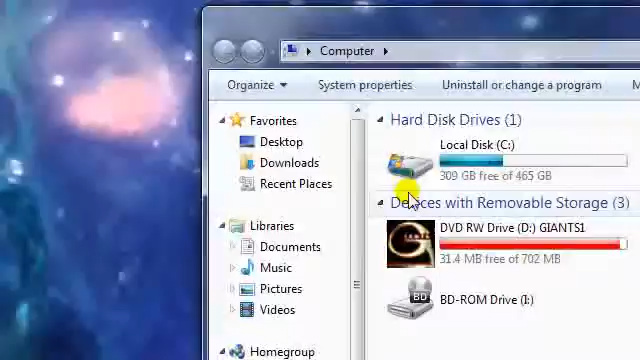 Computer
Organize
System properties
Uninstall or change a program
Favorites
Desktop
Downloads
Recent Places
Libraries
Documents
Music
Pictures
Videos
Homegroup
Hard Disk Drives (1)
Local Disk (C:)
309 GB free of 465 GB
Devices with Removable Storage (3)
DVD RW Drive (D:) GIANTS1
31.4 MB free of 702 MB
BD
BD-ROM Drive (I:)